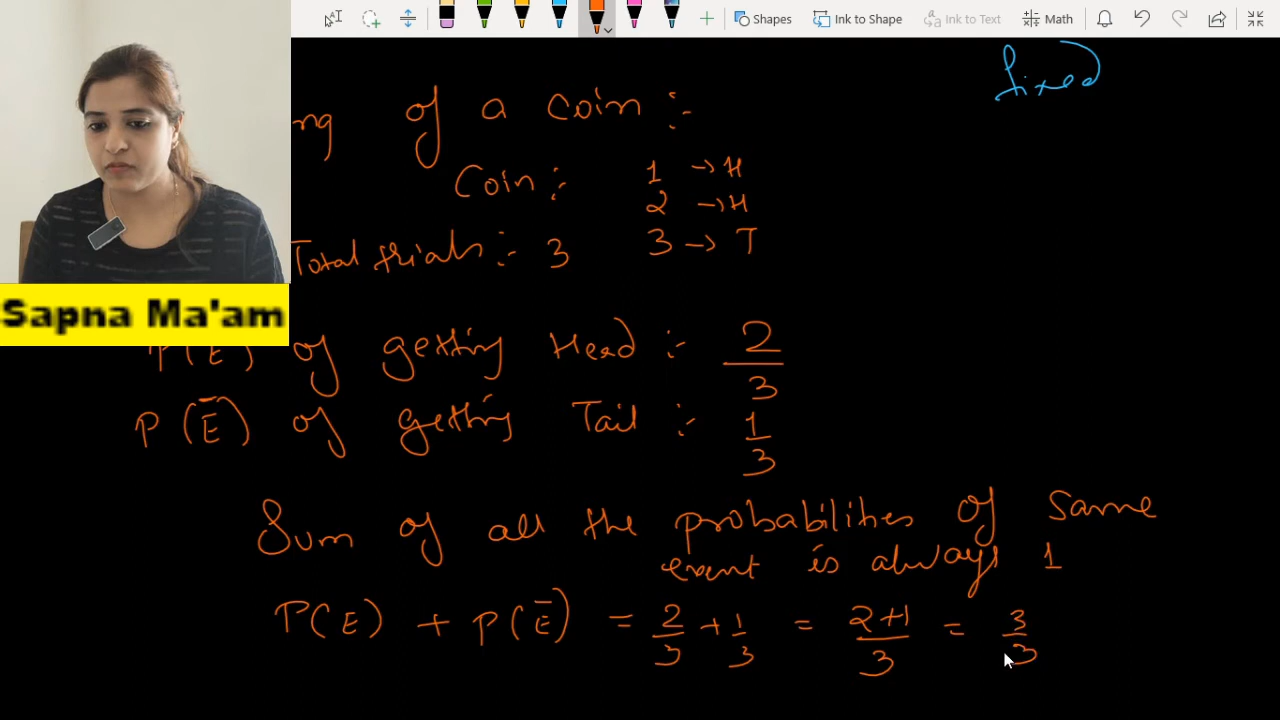 Shapes Ink to Shape Ink to Text Math
fixed
ng of a coin :-
Coin :- 1 → H
2 → H
3 → T
Total trials :- 3
Sapna Ma'am
P(E) of getting Head :- 2/3
P(Ē) of getting Tail :- 1/3
Sum of all the probabilities of same
event is always 1
P(E) + P(Ē) = 2/3 + 1/3 = 2+1/3 = 3/3